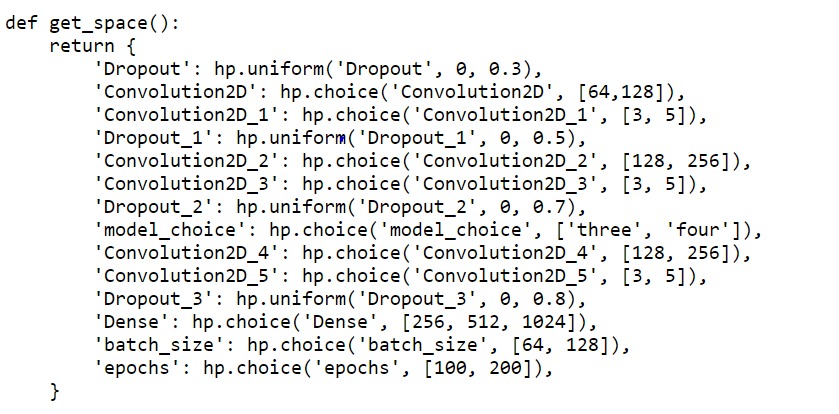 def get_space():
    return {
        'Dropout': hp.uniform('Dropout', 0, 0.3),
        'Convolution2D': hp.choice('Convolution2D', [64,128]),
        'Convolution2D_1': hp.choice('Convolution2D_1', [3, 5]),
        'Dropout_1': hp.uniform('Dropout_1', 0, 0.5),
        'Convolution2D_2': hp.choice('Convolution2D_2', [128, 256]),
        'Convolution2D_3': hp.choice('Convolution2D_3', [3, 5]),
        'Dropout_2': hp.uniform('Dropout_2', 0, 0.7),
        'model_choice': hp.choice('model_choice', ['three', 'four']),
        'Convolution2D_4': hp.choice('Convolution2D_4', [128, 256]),
        'Convolution2D_5': hp.choice('Convolution2D_5', [3, 5]),
        'Dropout_3': hp.uniform('Dropout_3', 0, 0.8),
        'Dense': hp.choice('Dense', [256, 512, 1024]),
        'batch_size': hp.choice('batch_size', [64, 128]),
        'epochs': hp.choice('epochs', [100, 200]),
    }